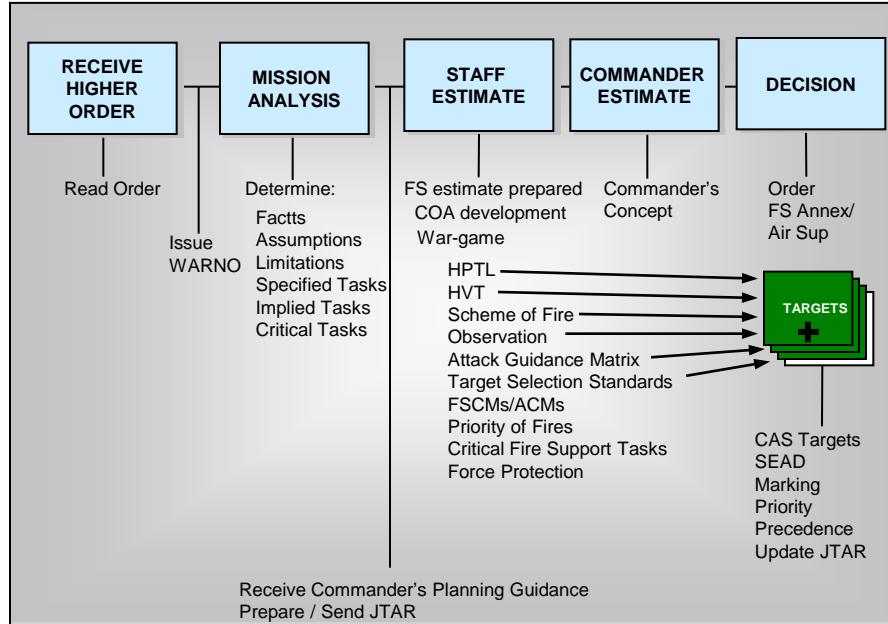 RECEIVE
HIGHER
ORDER
MISSION
ANALYSIS
STAFF
ESTIMATE
COMMANDER
ESTIMATE
DECISION
Read Order
Issue
WARNO
Determine:
Factts
Assumptions
Limitations
Specified Tasks
Implied Tasks
Critical Tasks
FS estimate prepared
COA development
War-game
Commander's
Concept
Order
FS Annex/
Air Sup
HPTL
HVT
Scheme of Fire
Observation
Attack Guidance Matrix
Target Selection Standards
FSCMs/ACMs
Priority of Fires
Critical Fire Support Tasks
Force Protection
TARGETS
CAS Targets
SEAD
Marking
Priority
Precedence
Update JTAR
Receive Commander's Planning Guidance
Prepare / Send JTAR